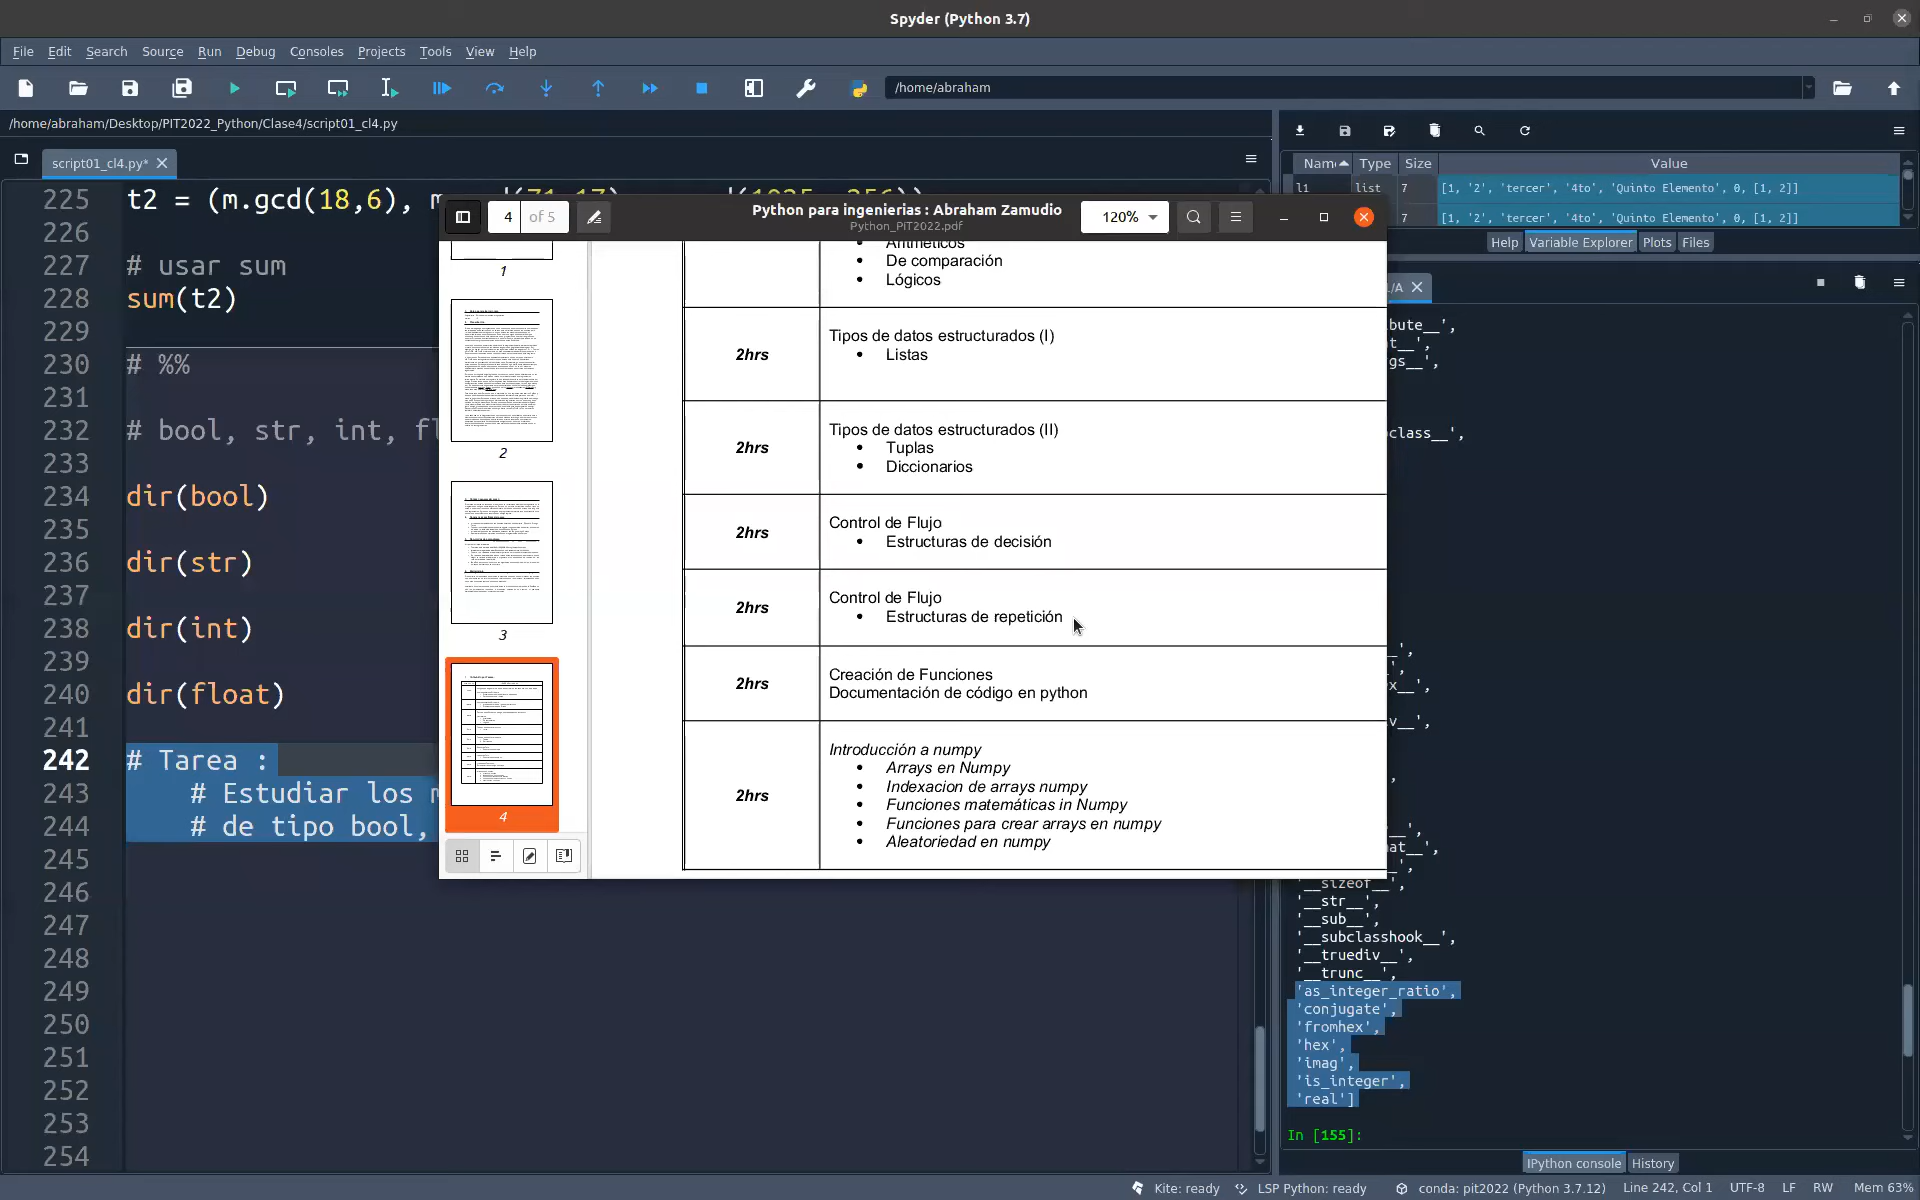 Spyder (Python 3.7)
File Edit Search Source Run Debug Consoles Projects Tools View Help
/home/abraham
/home/abraham/Desktop/PIT2022_Python/Clase4/script01_cl4.py
script01_cl4.py*
225 t2 = (m.gcd(18,6), m
226
227 # usar sum
228 sum(t2)
229
230 # %%
231
232 # bool, str, int, fl
233
234 dir(bool)
235
236 dir(str)
237
238 dir(int)
239
240 dir(float)
241
242 # Tarea :
243 # Estudiar los m
244 # de tipo bool,
245
246
247
248
249
250
251
252
253
254
4 of 5
Python para ingenierias : Abraham Zamudio
Python_PIT2022.pdf
120%
1
2
3
4
Aritméticos
De comparación
Lógicos
2hrs
Tipos de datos estructurados (I)
Listas
2hrs
Tipos de datos estructurados (II)
Tuplas
Diccionarios
2hrs
Control de Flujo
Estructuras de decisión
2hrs
Control de Flujo
Estructuras de repetición
2hrs
Creación de Funciones
Documentación de código en python
2hrs
Introducción a numpy
Arrays en Numpy
Indexacion de arrays numpy
Funciones matemáticas in Numpy
Funciones para crear arrays en numpy
Aleatoriedad en numpy
Name Type Size Value
l1 list 7 [1, '2', 'tercer', '4to', 'Quinto Elemento', 0, [1, 2]]
7 [1, '2', 'tercer', '4to', 'Quinto Elemento', 0, [1, 2]]
Help Variable Explorer Plots Files
/A
bute__',
t__',
gs__',
class__',
_',
',
x__',
v__',
',
__',
at__',
',
'__sizeof__',
'__str__',
'__sub__',
'__subclasshook__',
'__truediv__',
'__trunc__',
'as_integer_ratio',
'conjugate',
'fromhex',
'hex',
'imag',
'is_integer',
'real']
In [155]:
IPython console History
Kite: ready LSP Python: ready conda: pit2022 (Python 3.7.12) Line 242, Col 1 UTF-8 LF RW Mem 63%